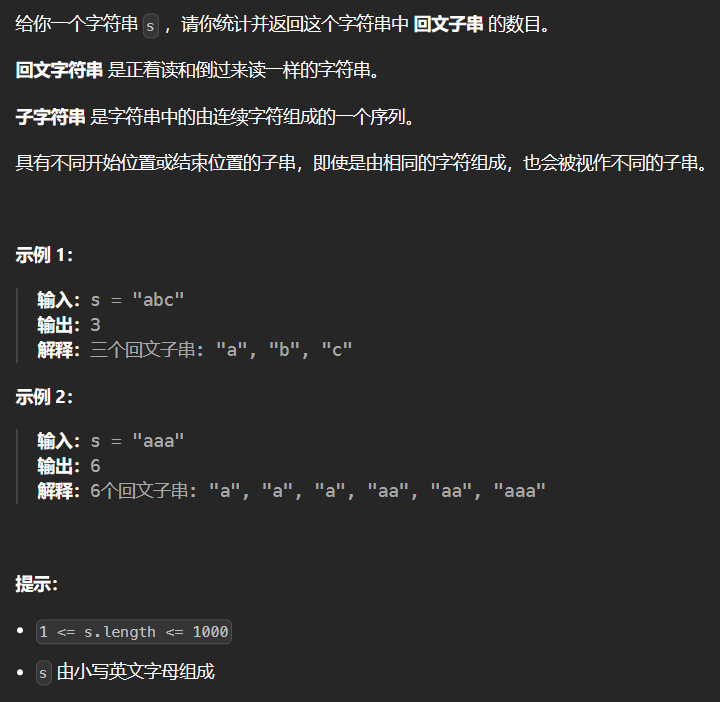 给你一个字符串 s ，请你统计并返回这个字符串中 回文子串 的数目。
回文字符串 是正着读和倒过来读一样的字符串。
子字符串 是字符串中的由连续字符组成的一个序列。
具有不同开始位置或结束位置的子串，即使是由相同的字符组成，也会被视作不同的子串。
示例 1：
输入：s = "abc"
输出：3
解释：三个回文子串: "a", "b", "c"
示例 2：
输入：s = "aaa"
输出：6
解释：6个回文子串: "a", "a", "a", "aa", "aa", "aaa"
提示：
• 1 <= s.length <= 1000
• s 由小写英文字母组成